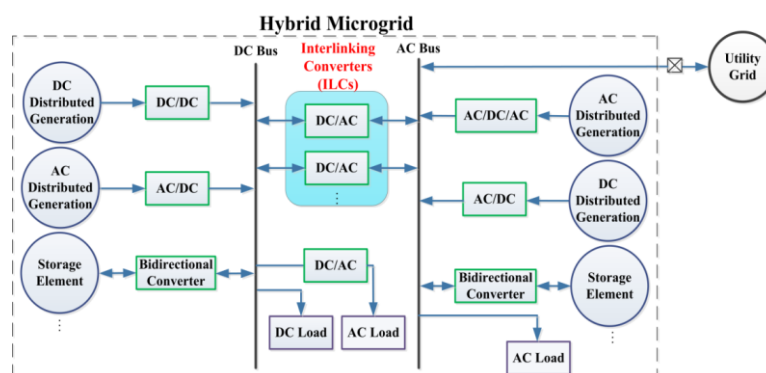 Hybrid Microgrid
DC Bus
Interlinking
Converters
(ILCs)
AC Bus
Utility
Grid
DC
Distributed
Generation
DC/DC
DC/AC
AC/DC/AC
AC
Distributed
Generation
AC
Distributed
Generation
AC/DC
DC/AC
⋮
AC/DC
DC
Distributed
Generation
Storage
Element
⋮
Bidirectional
Converter
DC/AC
DC Load
AC Load
Bidirectional
Converter
Storage
Element
⋮
AC Load